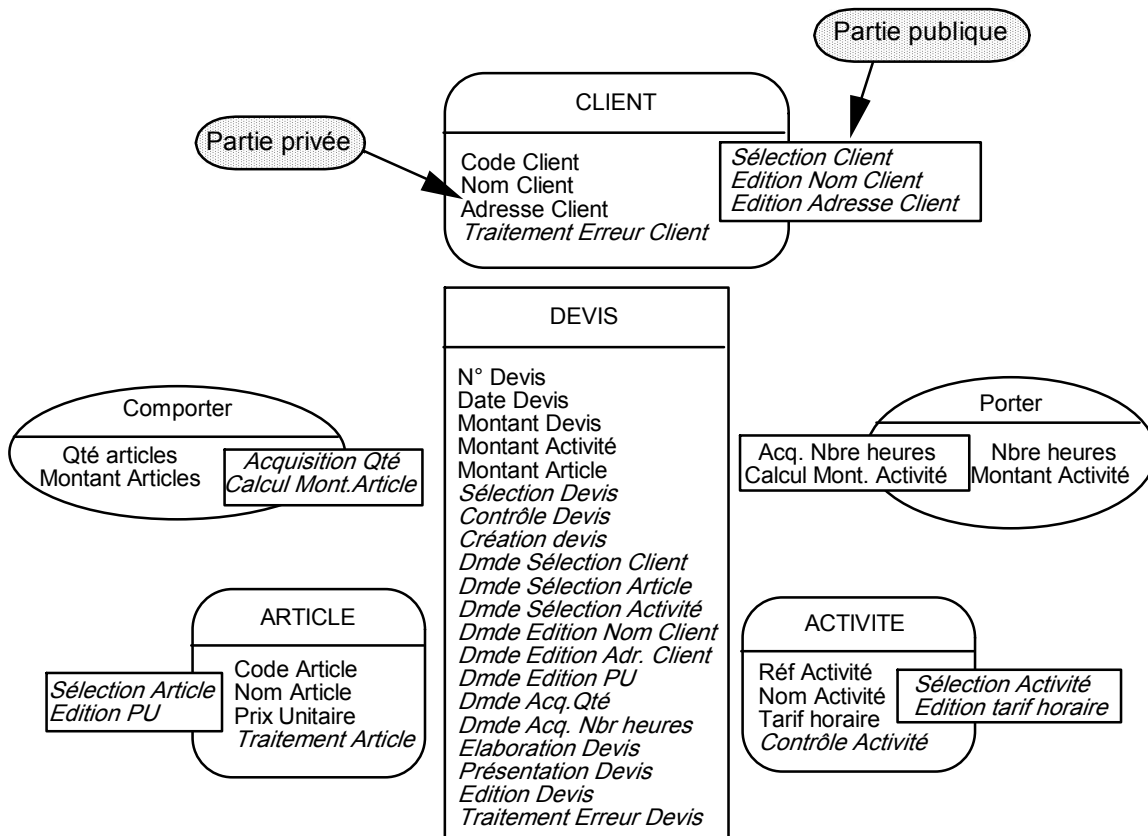 Partie publique
CLIENT
Partie privée
Code Client
Nom Client
Adresse Client
Traitement Erreur Client
Sélection Client
Edition Nom Client
Edition Adresse Client
DEVIS
N° Devis
Date Devis
Montant Devis
Montant Activité
Montant Article
Sélection Devis
Contrôle Devis
Création devis
Dmde Sélection Client
Dmde Sélection Article
Dmde Sélection Activité
Dmde Edition Nom Client
Dmde Edition Adr. Client
Dmde Edition PU
Dmde Acq.Qté
Dmde Acq. Nbr heures
Elaboration Devis
Présentation Devis
Edition Devis
Traitement Erreur Devis
Comporter
Qté articles
Montant Articles
Acquisition Qté
Calcul Mont.Article
Porter
Acq. Nbre heures
Calcul Mont. Activité
Nbre heures
Montant Activité
ARTICLE
Code Article
Nom Article
Prix Unitaire
Traitement Article
Sélection Article
Edition PU
ACTIVITE
Réf Activité
Nom Activité
Tarif horaire
Contrôle Activité
Sélection Activité
Edition tarif horaire